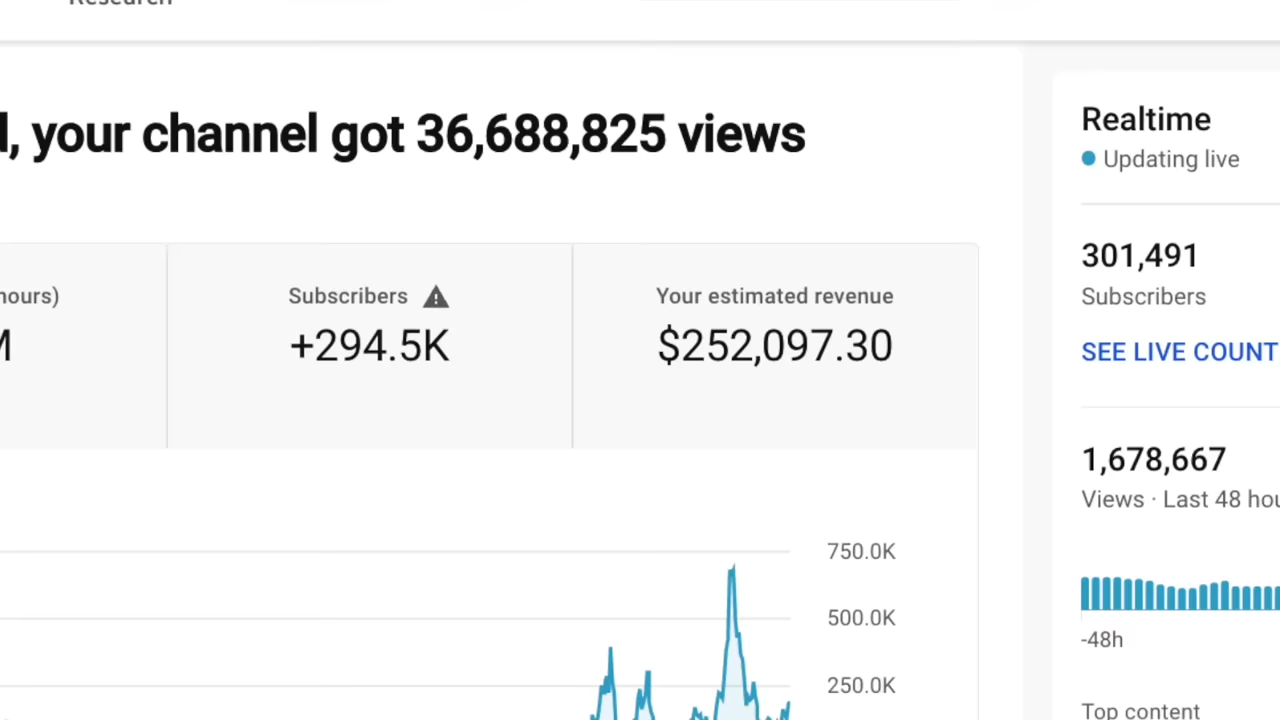 Research
d, your channel got 36,688,825 views
hours)
M
Subscribers
+294.5K
Your estimated revenue
$252,097.30
750.0K
500.0K
250.0K
Realtime
Updating live
301,491
Subscribers
SEE LIVE COUNT
1,678,667
Views · Last 48 hou
-48h
Top content